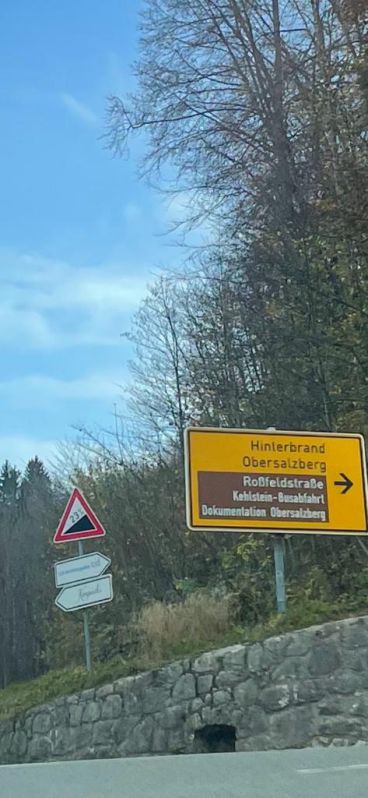 Hinterbrand
Obersalzberg
Roßfeldstraße
Kehlstein-Busabfahrt
Dokumentation Obersalzberg
23%